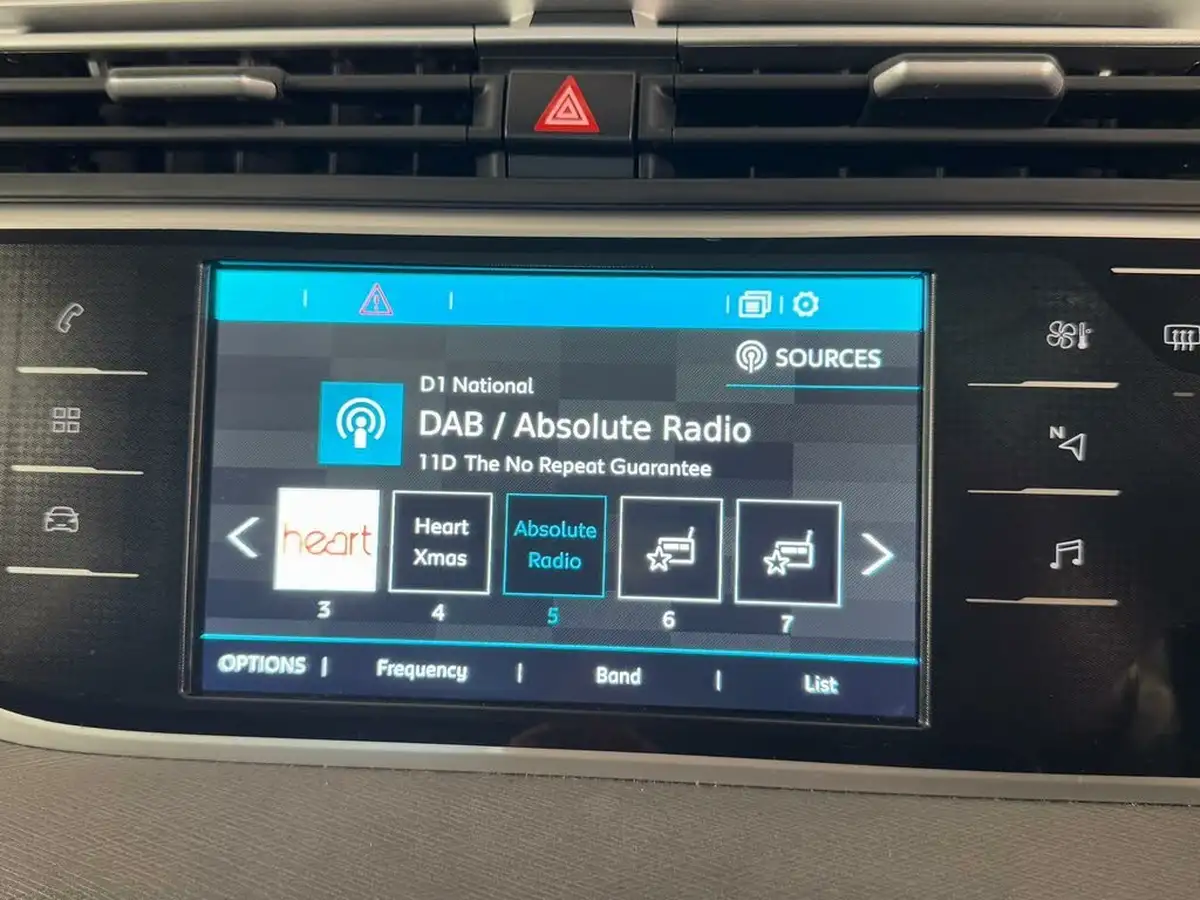 SOURCES
D1 National
DAB / Absolute Radio
11D The No Repeat Guarantee
heart
Heart
Xmas
Absolute
Radio
3
4
5
6
7
OPTIONS
Frequency
Band
List
N